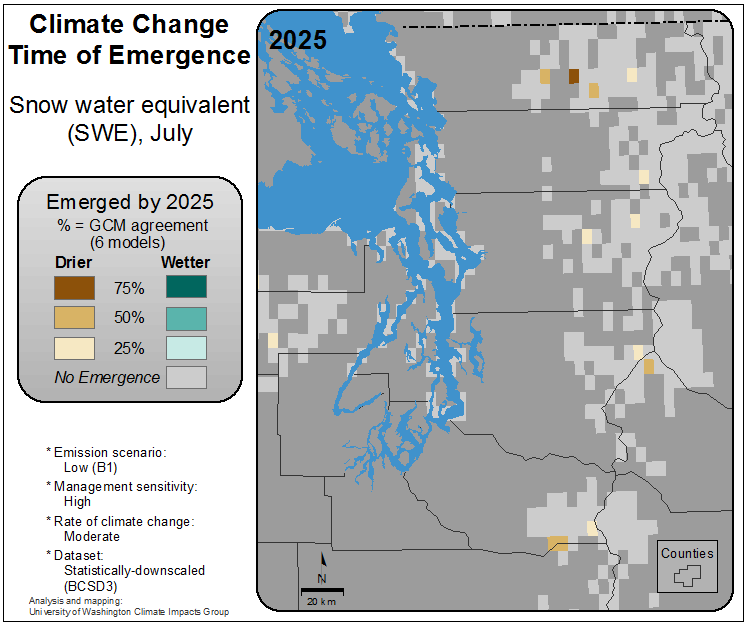 Climate Change
Time of Emergence
Snow water equivalent
(SWE), July
Emerged by 2025
% = GCM agreement
(6 models)
Drier Wetter
75%
50%
25%
No Emergence
* Emission scenario:
Low (B1)
* Management sensitivity:
High
* Rate of climate change:
Moderate
* Dataset:
Statistically-downscaled
(BCSD3)
Analysis and mapping:
University of Washington Climate Impacts Group
2025
N
20 km
Counties